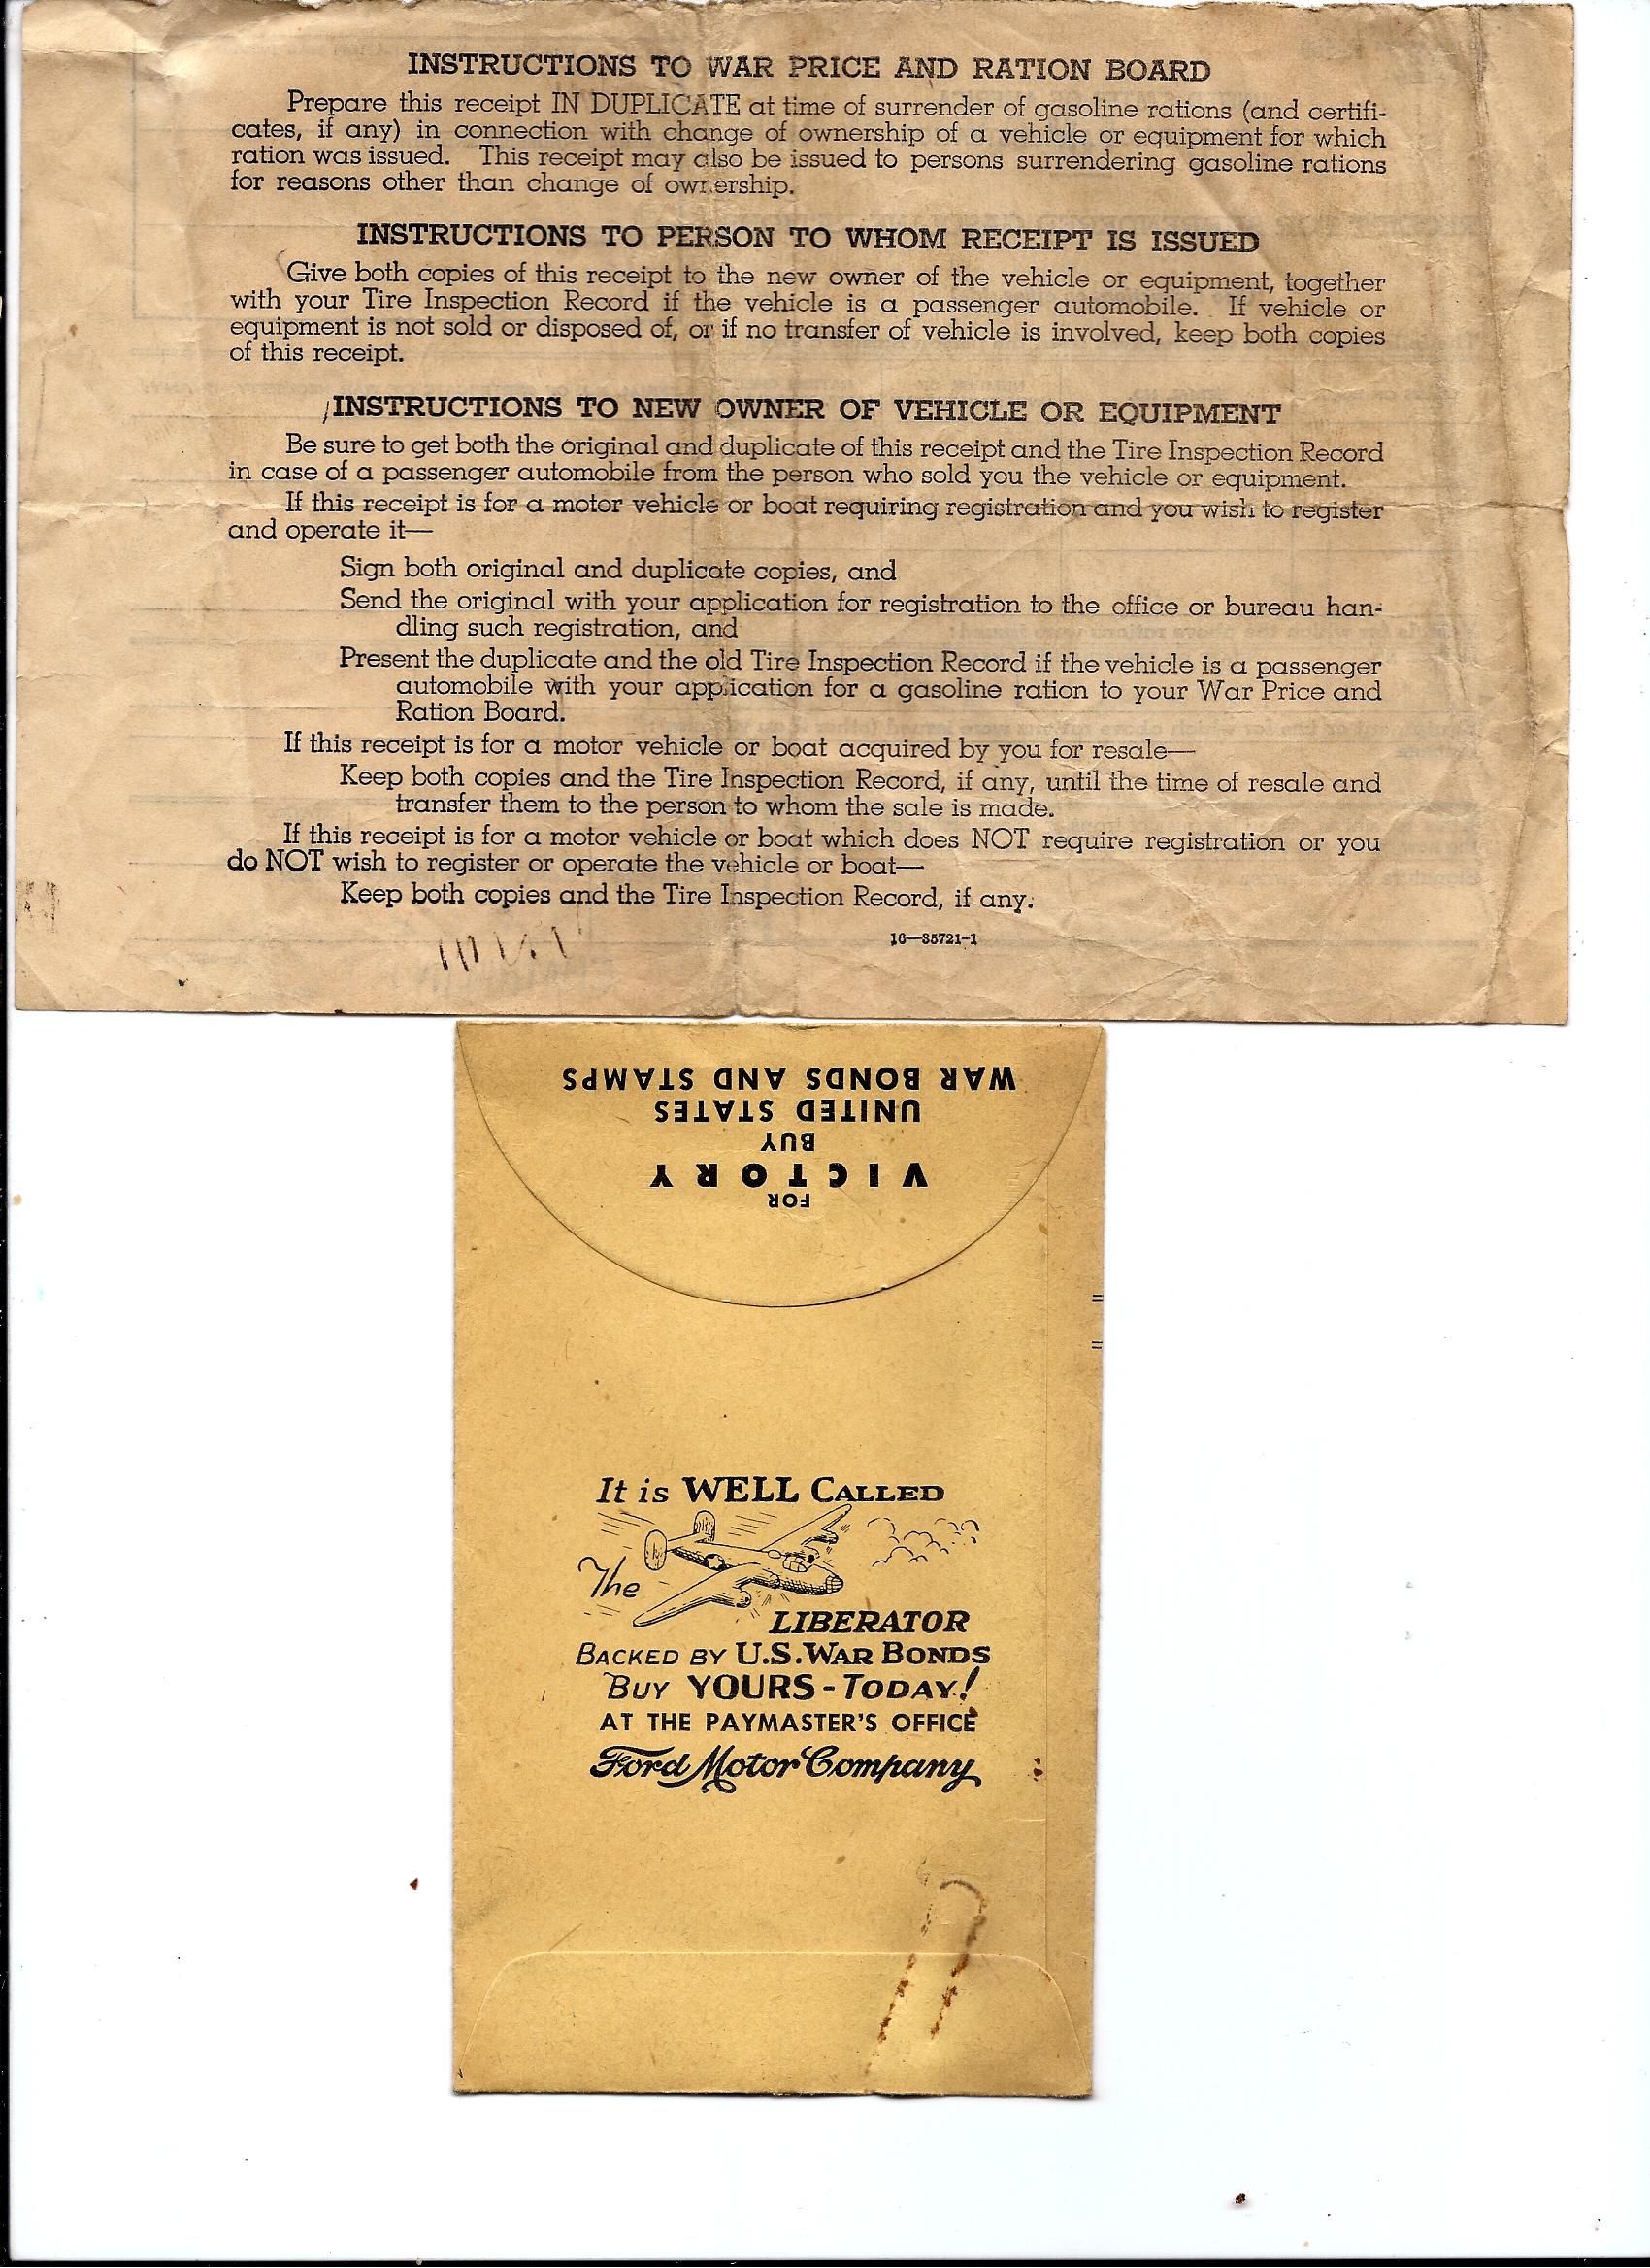 INSTRUCTIONS TO WAR PRICE AND RATION BOARD
Prepare this receipt IN DUPLICATE at time of surrender of gasoline rations (and certifi-
cates, if any) in connection with change of ownership of a vehicle or equipment for which
ration was issued. This receipt may also be issued to persons surrendering gasoline rations
for reasons other than change of ownership.
INSTRUCTIONS TO PERSON TO WHOM RECEIPT IS ISSUED
Give both copies of this receipt to the new owner of the vehicle or equipment, together
with your Tire Inspection Record if the vehicle is a passenger automobile. If vehicle or
equipment is not sold or disposed of, or if no transfer of vehicle is involved, keep both copies
of this receipt.
INSTRUCTIONS TO NEW OWNER OF VEHICLE OR EQUIPMENT
Be sure to get both the original and duplicate of this receipt and the Tire Inspection Record
in case of a passenger automobile from the person who sold you the vehicle or equipment.
If this receipt is for a motor vehicle or boat requiring registration and you wish to register
and operate it—
Sign both original and duplicate copies, and
Send the original with your application for registration to the office or bureau han-
dling such registration, and
Present the duplicate and the old Tire Inspection Record if the vehicle is a passenger
automobile with your application for a gasoline ration to your War Price and
Ration Board.
If this receipt is for a motor vehicle or boat acquired by you for resale—
Keep both copies and the Tire Inspection Record, if any, until the time of resale and
transfer them to the person to whom the sale is made.
If this receipt is for a motor vehicle or boat which does NOT require registration or you
do NOT wish to register or operate the vehicle or boat—
Keep both copies and the Tire Inspection Record, if any.
16—35721-1
FOR
VICTORY
BUY
UNITED STATES
WAR BONDS AND STAMPS
It is WELL CALLED
The
LIBERATOR
BACKED BY U.S. WAR BONDS
BUY YOURS - TODAY!
AT THE PAYMASTER'S OFFICE
Ford Motor Company